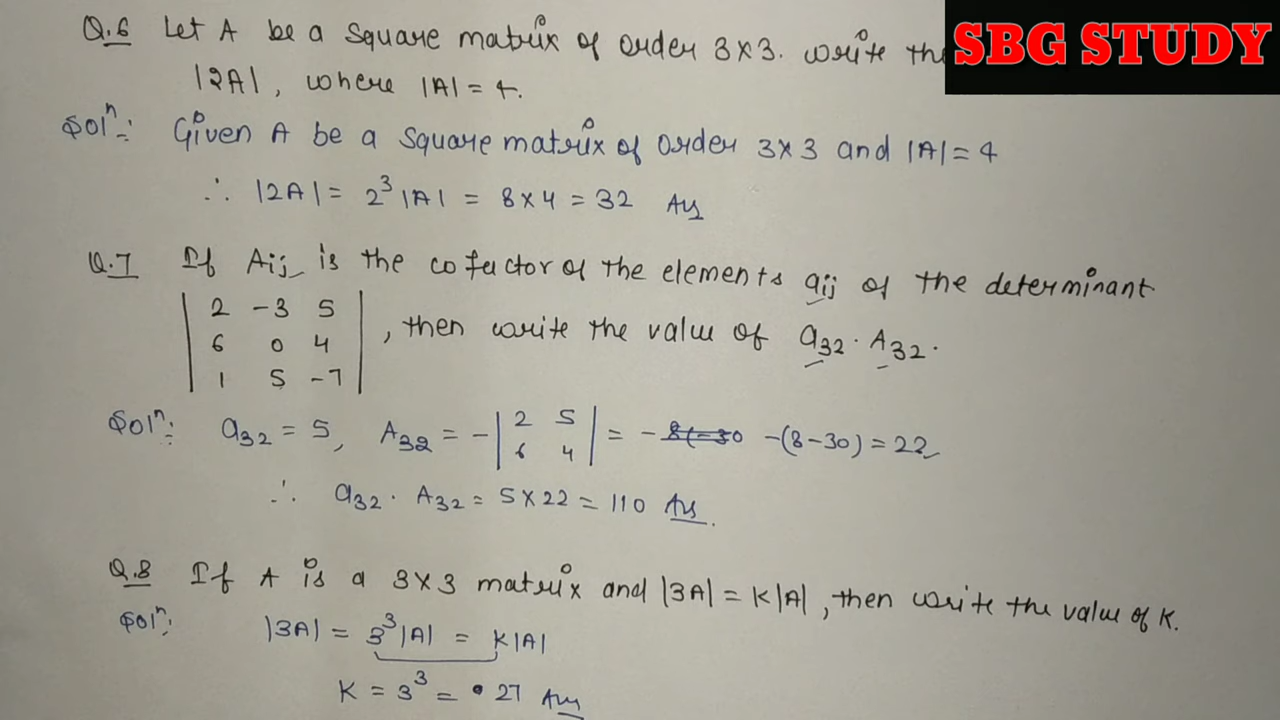 Q.6 Let A be a square matrix of order 3×3. write the
SBG STUDY
|2A|, where |A| = 4.
Solⁿ: Given A be a square matrix of order 3×3 and |A| = 4
∴ |2A| = 2³|A| = 8×4 = 32 Ans
Q.7 If Aij is the cofactor of the elements aij of the determinant
| 2 -3 5 |
| 6 0 4 | , then write the value of a₃₂ · A₃₂ .
| 1 5 -7 |
Solⁿ: a₃₂ = 5, A₃₂ = - | 2 5 | = - 8(-30 -(8-30) = 22
| 6 4 |
∴ a₃₂ · A₃₂ = 5×22 = 110 Ans.
Q.8 If A is a 3×3 matrix and |3A| = K|A|, then write the value of K.
Solⁿ: |3A| = 3³|A| = K|A|
K = 3³ = 27 Ans